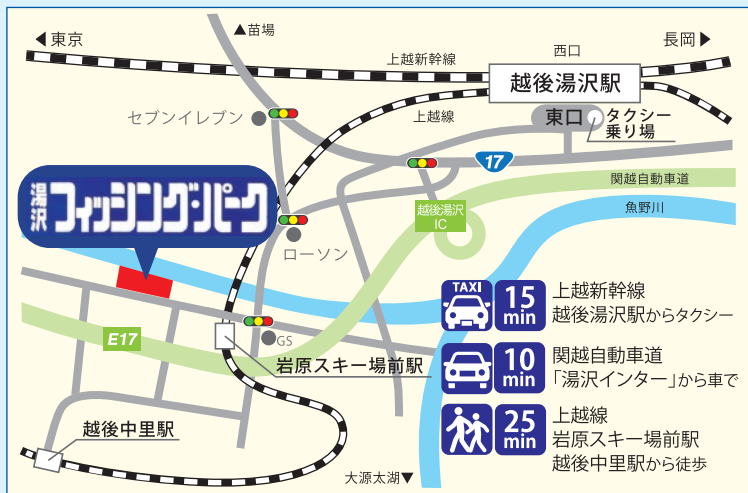 ◀東京
▲苗場
長岡▶
上越新幹線
西口
越後湯沢駅
東口
タクシー
乗り場
セブンイレブン
上越線
17
関越自動車道
湯沢
フィッシング・パーク
越後湯沢
IC
魚野川
ローソン
TAXI
15
min
上越新幹線
越後湯沢駅からタクシー
E17
GS
岩原スキー場前駅
10
min
関越自動車道
「湯沢インター」から車で
越後中里駅
25
min
上越線
岩原スキー場前駅
越後中里駅から徒歩
大源太湖▼